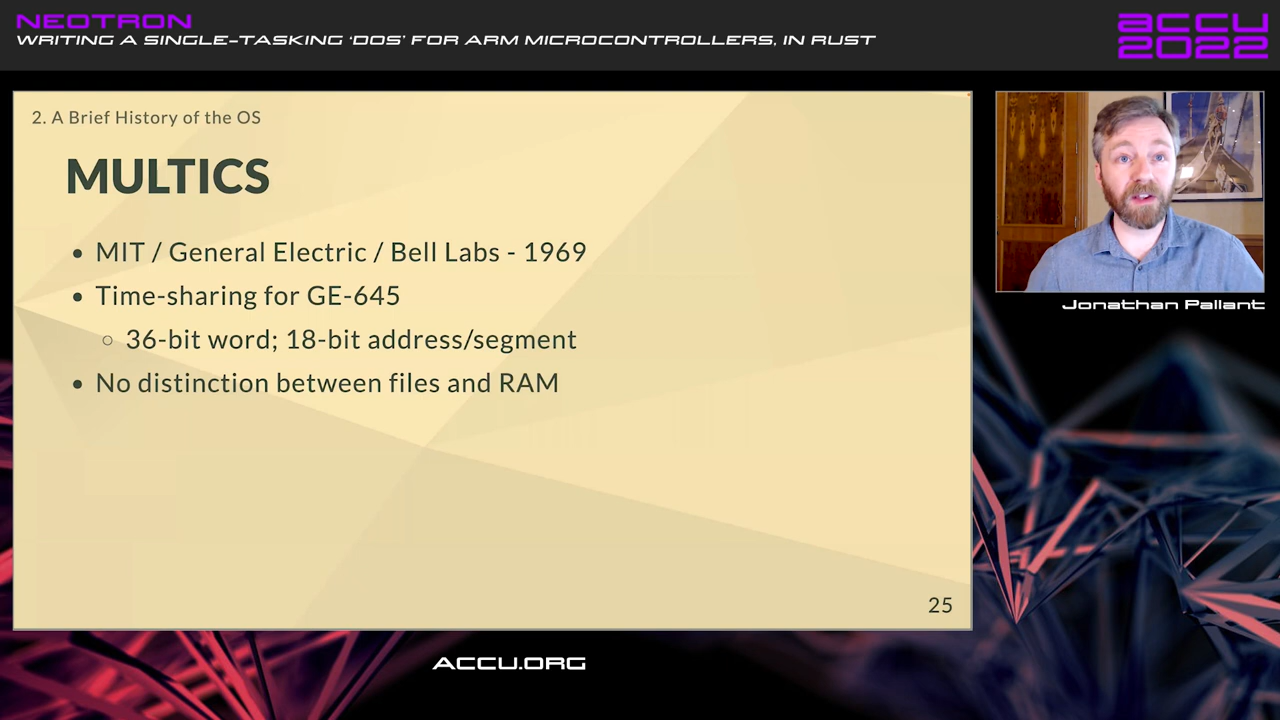 NEOTRON
WRITING A SINGLE-TASKING 'DOS' FOR ARM MICROCONTROLLERS, IN RUST
ACCU
2022
2. A Brief History of the OS
MULTICS
• MIT / General Electric / Bell Labs - 1969
• Time-sharing for GE-645
○ 36-bit word; 18-bit address/segment
• No distinction between files and RAM
25
Jonathan Pallant
ACCU.ORG